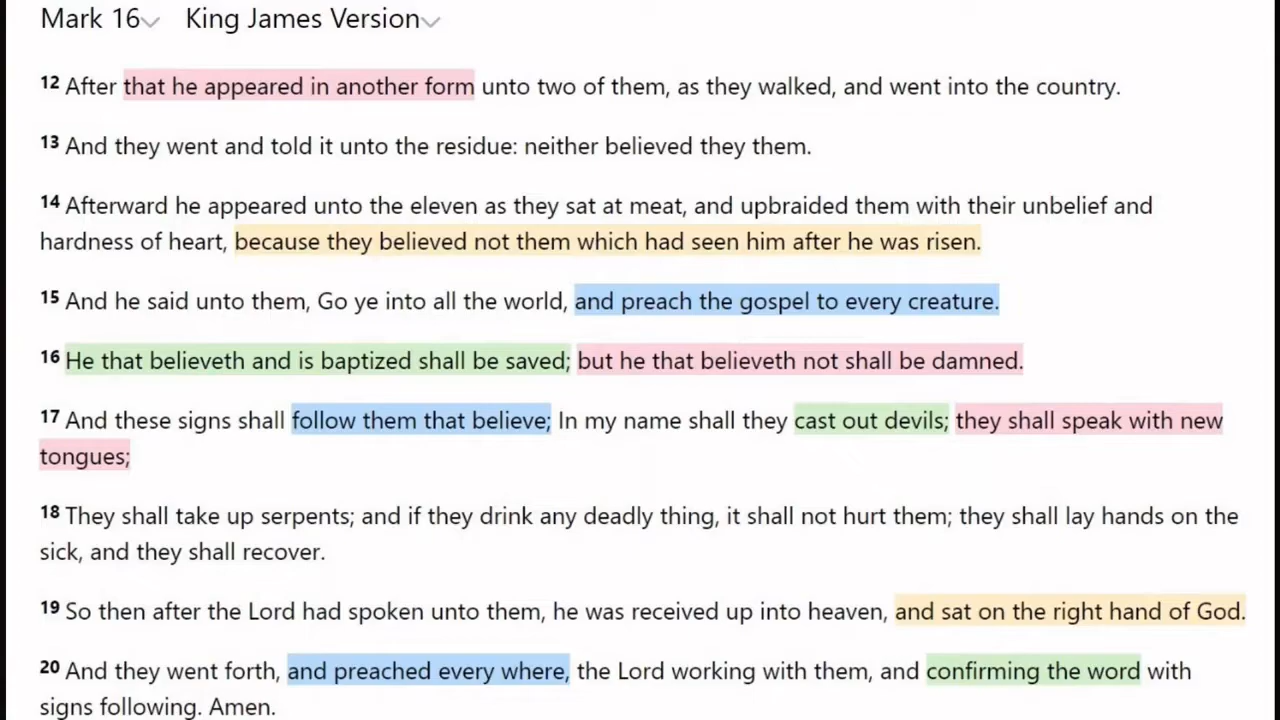 Mark 16 King James Version
12 After that he appeared in another form unto two of them, as they walked, and went into the country.
13 And they went and told it unto the residue: neither believed they them.
14 Afterward he appeared unto the eleven as they sat at meat, and upbraided them with their unbelief and
hardness of heart, because they believed not them which had seen him after he was risen.
15 And he said unto them, Go ye into all the world, and preach the gospel to every creature.
16 He that believeth and is baptized shall be saved; but he that believeth not shall be damned.
17 And these signs shall follow them that believe; In my name shall they cast out devils; they shall speak with new
tongues;
18 They shall take up serpents; and if they drink any deadly thing, it shall not hurt them; they shall lay hands on the
sick, and they shall recover.
19 So then after the Lord had spoken unto them, he was received up into heaven, and sat on the right hand of God.
20 And they went forth, and preached every where, the Lord working with them, and confirming the word with
signs following. Amen.